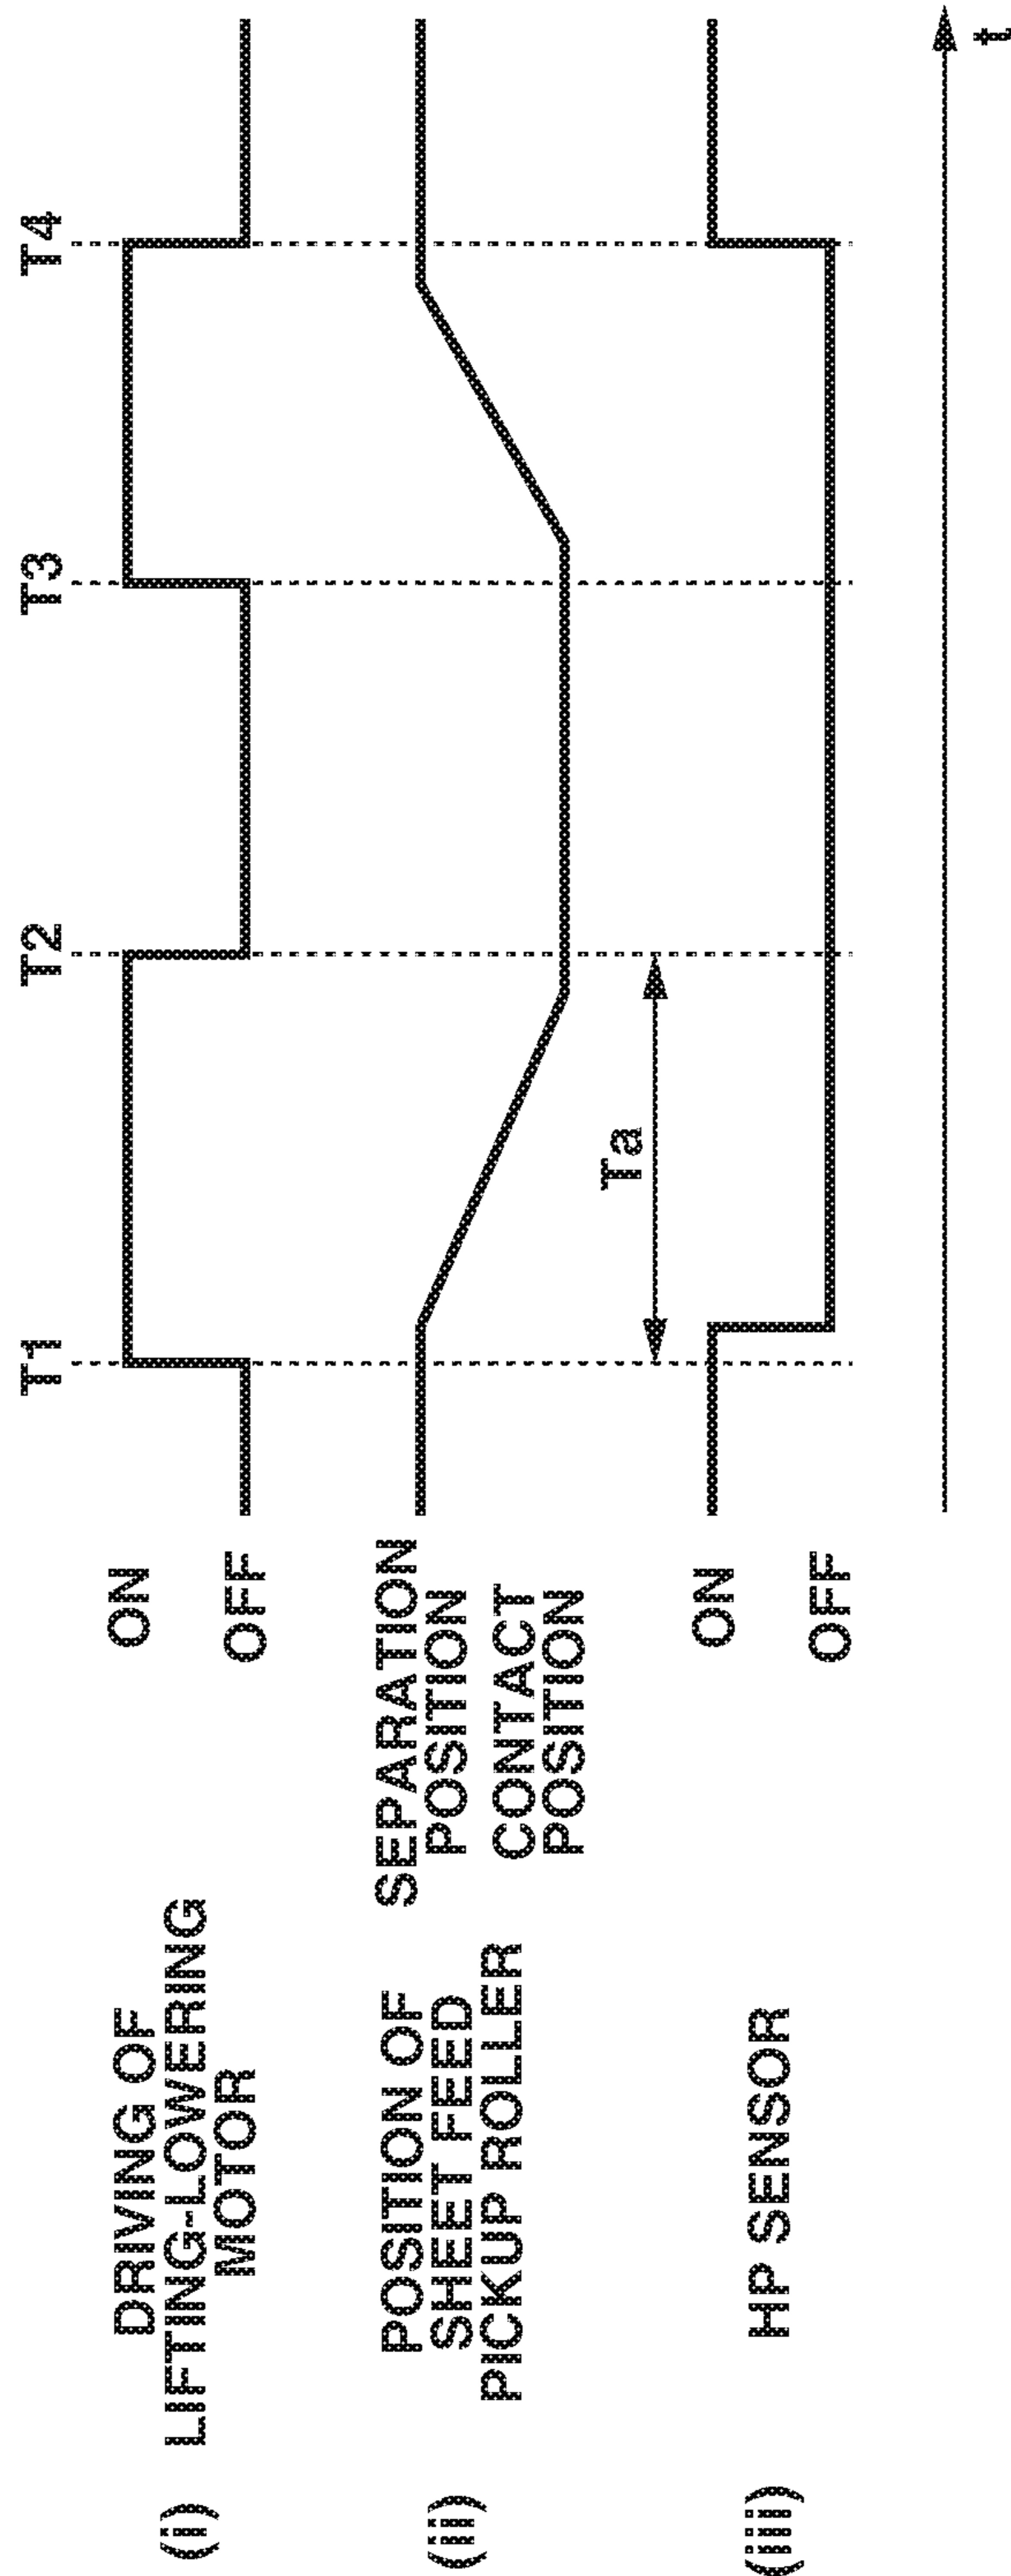 T1
T2
T3
T4
(i)
DRIVING OF
LIFTING-LOWERING
MOTOR
ON
OFF
(ii)
POSITION OF
SHEET FEED
PICKUP ROLLER
SEPARATION
POSITION
CONTACT
POSITION
Ta
(iii)
HP SENSOR
ON
OFF
t